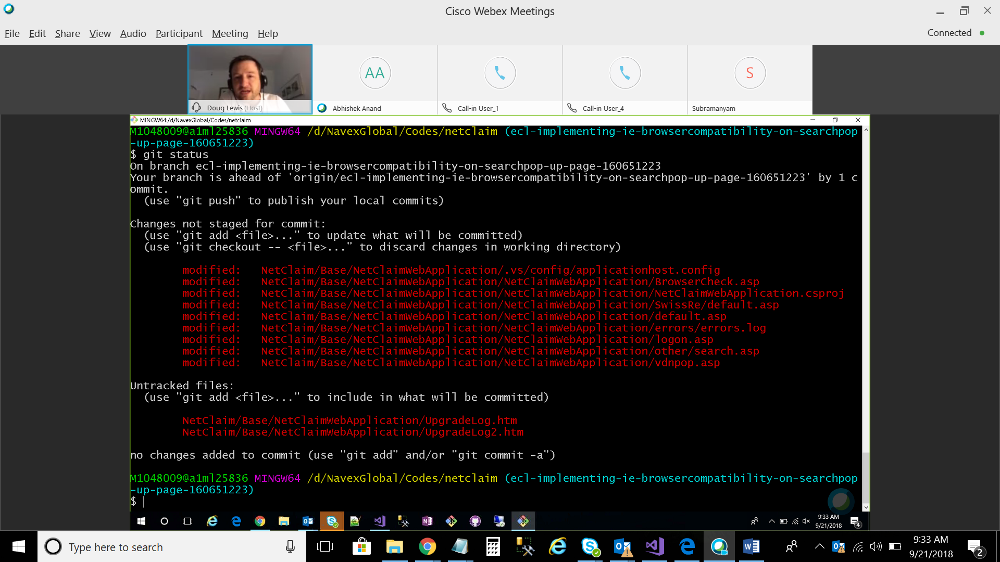 Cisco Webex Meetings
File Edit Share View Audio Participant Meeting Help
Connected
AA
S
Doug Lewis (Host)
Abhishek Anand
Call-in User_1
Call-in User_4
Subramanyam
MINGW64:/d/NavexGlobal/Codes/netclaim
M1048009@a1ml25836 MINGW64 /d/NavexGlobal/Codes/netclaim (ecl-implementing-ie-browsercompatibility-on-searchpop
-up-page-160651223)
$ git status
On branch ecl-implementing-ie-browsercompatibility-on-searchpop-up-page-160651223
Your branch is ahead of 'origin/ecl-implementing-ie-browsercompatibility-on-searchpop-up-page-160651223' by 1 c
ommit.
(use "git push" to publish your local commits)
Changes not staged for commit:
(use "git add <file>..." to update what will be committed)
(use "git checkout -- <file>..." to discard changes in working directory)
modified: NetClaim/Base/NetClaimWebApplication/.vs/config/applicationhost.config
modified: NetClaim/Base/NetClaimWebApplication/NetClaimWebApplication/BrowserCheck.asp
modified: NetClaim/Base/NetClaimWebApplication/NetClaimWebApplication/NetClaimWebApplication.csproj
modified: NetClaim/Base/NetClaimWebApplication/NetClaimWebApplication/SwissRe/default.asp
modified: NetClaim/Base/NetClaimWebApplication/NetClaimWebApplication/default.asp
modified: NetClaim/Base/NetClaimWebApplication/NetClaimWebApplication/errors/errors.log
modified: NetClaim/Base/NetClaimWebApplication/NetClaimWebApplication/logon.asp
modified: NetClaim/Base/NetClaimWebApplication/NetClaimWebApplication/other/search.asp
modified: NetClaim/Base/NetClaimWebApplication/NetClaimWebApplication/vdnpop.asp
Untracked files:
(use "git add <file>..." to include in what will be committed)
NetClaim/Base/NetClaimWebApplication/UpgradeLog.htm
NetClaim/Base/NetClaimWebApplication/UpgradeLog2.htm
no changes added to commit (use "git add" and/or "git commit -a")
M1048009@a1ml25836 MINGW64 /d/NavexGlobal/Codes/netclaim (ecl-implementing-ie-browsercompatibility-on-searchpop
-up-page-160651223)
$
9:33 AM
9/21/2018
4
Type here to search
9:33 AM
9/21/2018
2